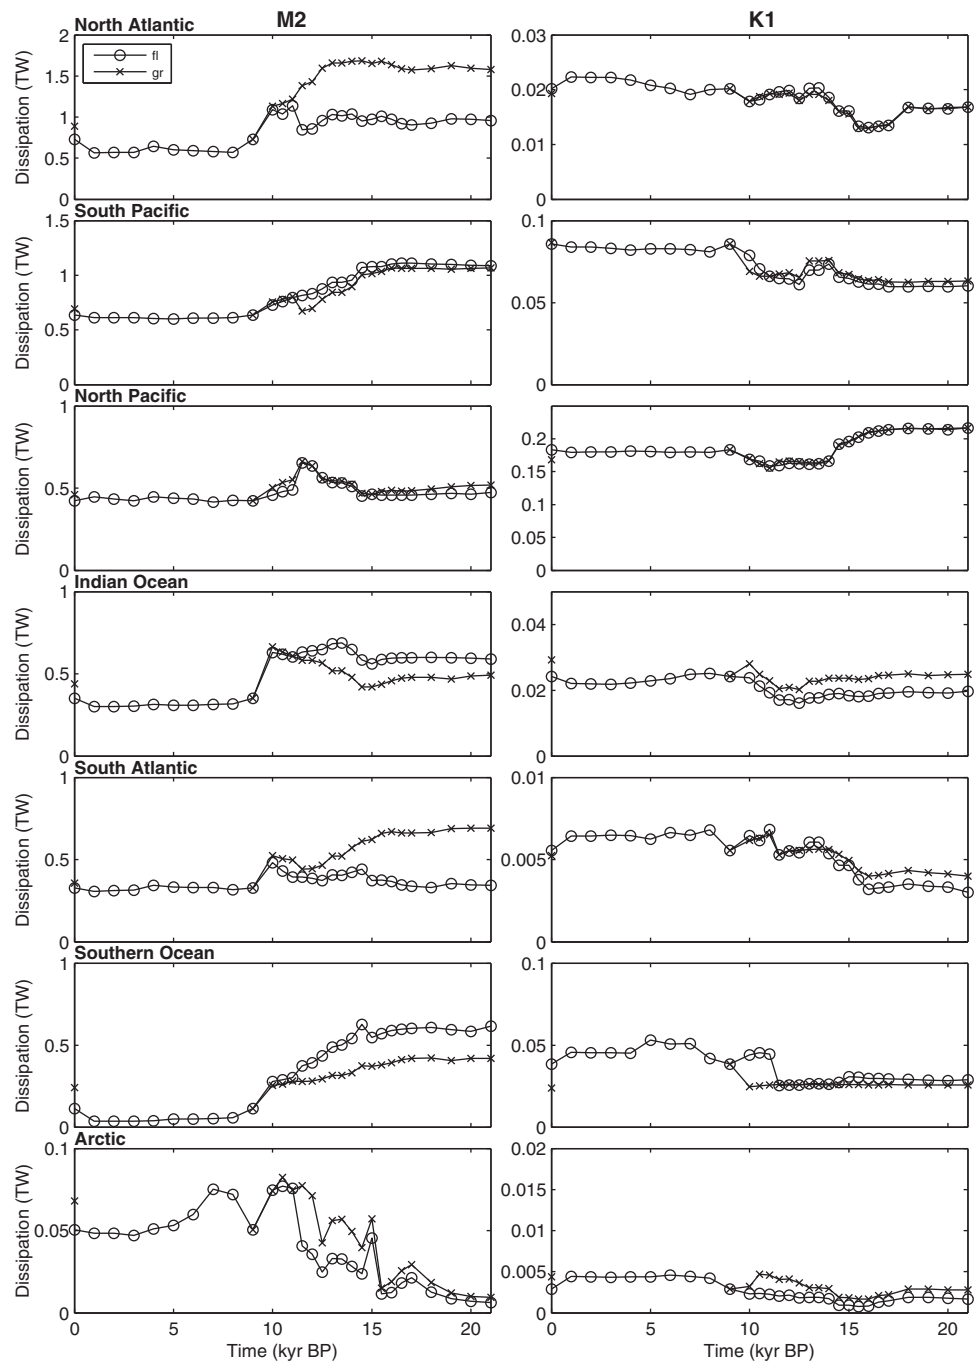 M2
K1
North Atlantic
2
1.5
1
0.5
0
Dissipation (TW)
fl
gr
0.03
0.02
0.01
0
South Pacific
1.5
1
0.5
0
Dissipation (TW)
0.1
0.05
0
North Pacific
1
0.5
0
Dissipation (TW)
0.2
0.15
0.1
0.05
0
Indian Ocean
1
0.5
0
Dissipation (TW)
0.04
0.02
0
South Atlantic
1
0.5
0
Dissipation (TW)
0.01
0.005
0
Southern Ocean
1
0.5
0
Dissipation (TW)
0.1
0.05
0
Arctic
0.1
0.05
0
Dissipation (TW)
0.02
0.015
0.01
0.005
0
0 5 10 15 20
Time (kyr BP)
0 5 10 15 20
Time (kyr BP)